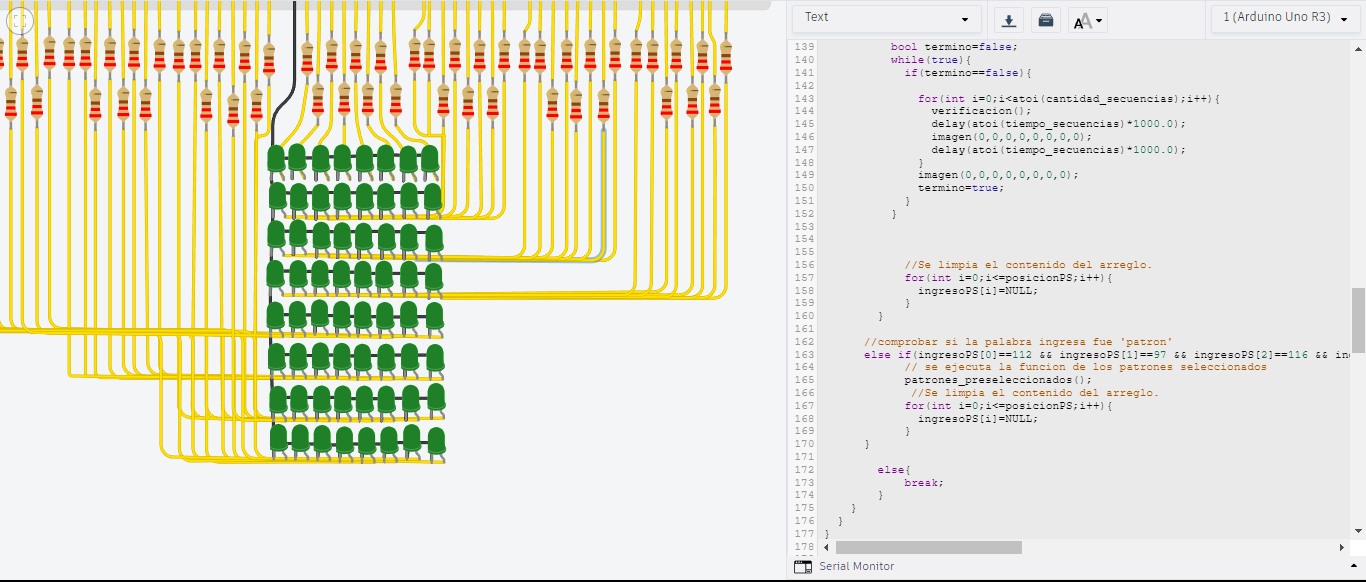 Text
1 (Arduino Uno R3)
139 bool termino=false;
140 while(true){
141 if(termino==false){
142
143 for(int i=0;i<atoi(cantidad_secuencias);i++){
144 verificacion();
145 delay(atoi(tiempo_secuencias)*1000.0);
146 imagen(0,0,0,0,0,0,0,0);
147 delay(atoi(tiempo_secuencias)*1000.0);
148 }
149 imagen(0,0,0,0,0,0,0,0);
150 termino=true;
151 }
152 }
153
154
155
156 //Se limpia el contenido del arreglo.
157 for(int i=0;i<=posicionPS;i++){
158 ingresoPS[i]=NULL;
159 }
160 }
161
162 //comprobar si la palabra ingresa fue 'patron'
163 else if(ingresoPS[0]==112 && ingresoPS[1]==97 && ingresoPS[2]==116 && in
164 // se ejecuta la funcion de los patrones seleccionados
165 patrones_preseleccionados();
166 //Se limpia el contenido del arreglo.
167 for(int i=0;i<=posicionPS;i++){
168 ingresoPS[i]=NULL;
169 }
170 }
171
172 else{
173 break;
174 }
175 }
176 }
177 }
178
Serial Monitor